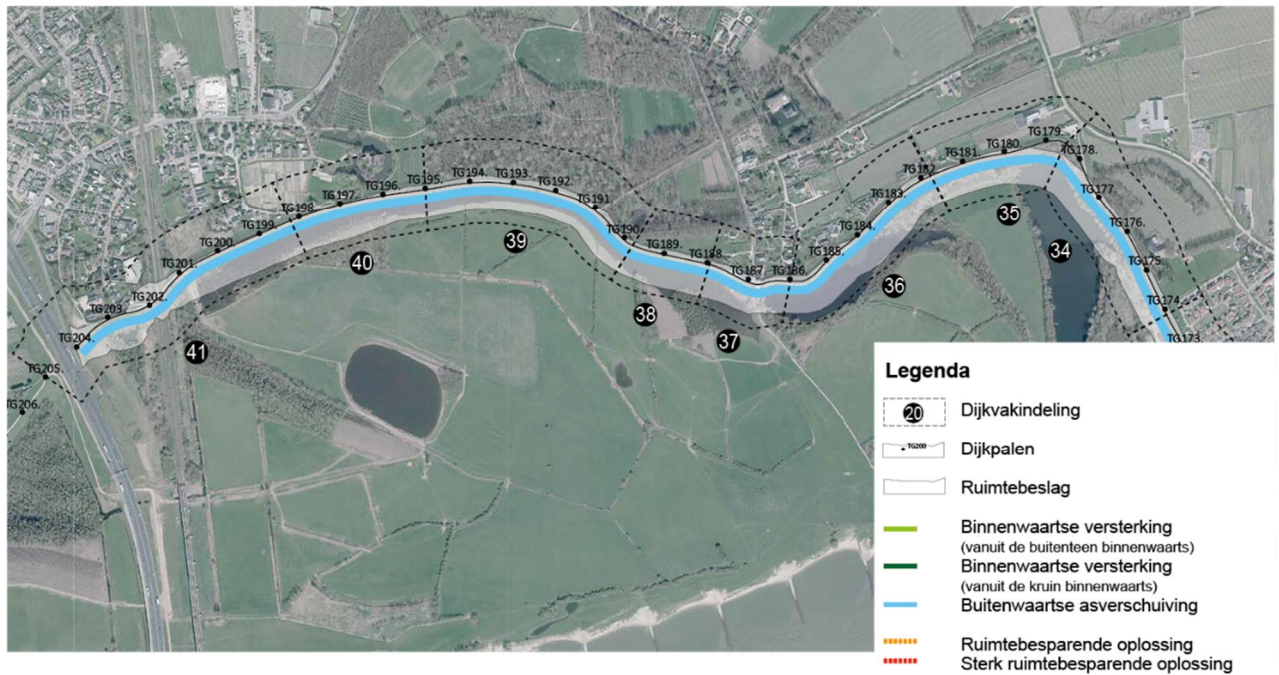 TG206.
TG205.
TG204.
TG203.
TG202.
TG201.
TG200.
TG199.
TG198.
TG197.
TG196.
TG195.
TG194.
TG193.
TG192.
TG191.
TG190.
TG189.
TG188.
TG187.
TG186.
TG185.
TG184.
TG183.
TG182.
TG181.
TG180.
TG179.
TG178.
TG177.
TG176.
TG175.
TG174.
TG173.
41
40
39
38
37
36
35
34
Legenda
20 Dijkvakindeling
TG200 Dijkpalen
Ruimtebeslag
Binnenwaartse versterking
(vanuit de buitenteen binnenwaarts)
Binnenwaartse versterking
(vanuit de kruin binnenwaarts)
Buitenwaartse asverschuiving
Ruimtebesparende oplossing
Sterk ruimtebesparende oplossing